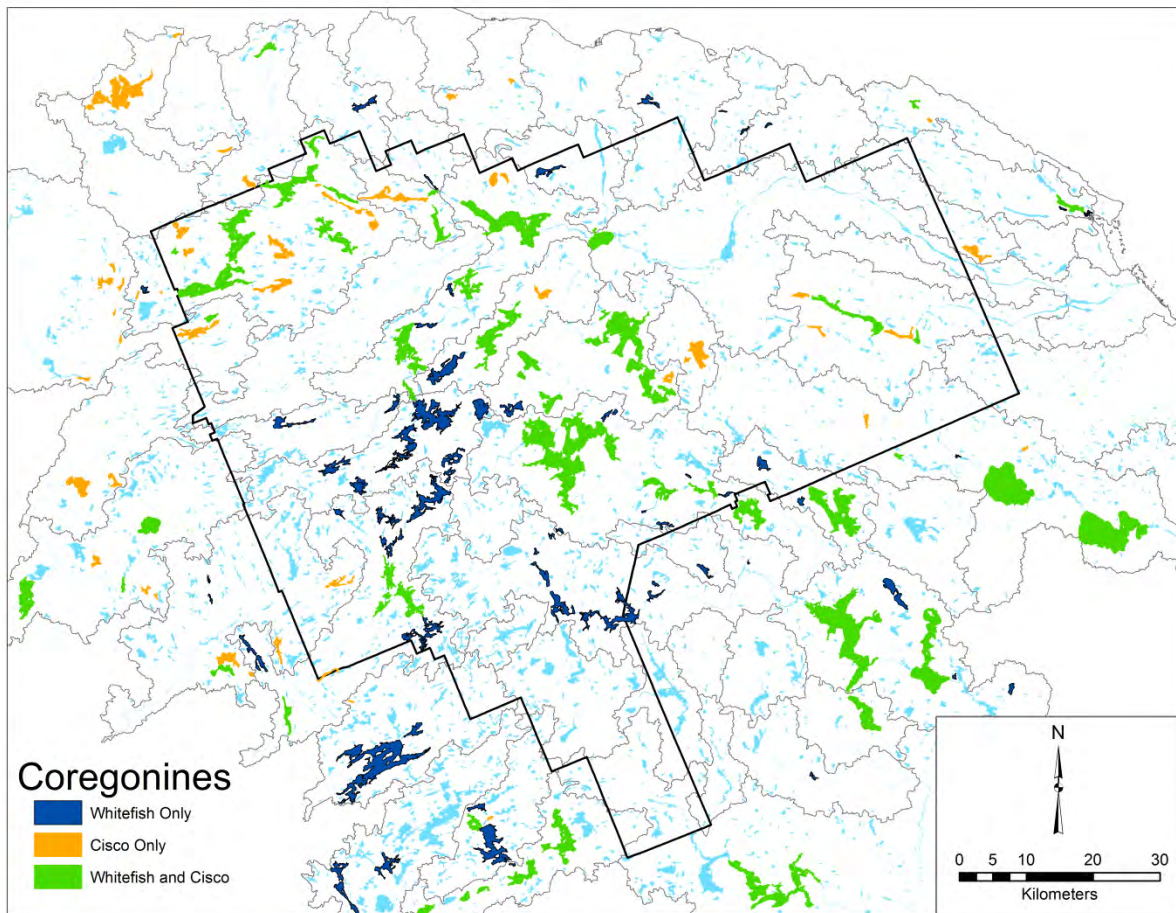 Coregonines
Whitefish Only
Cisco Only
Whitefish and Cisco
N
0 5 10 20 30
Kilometers